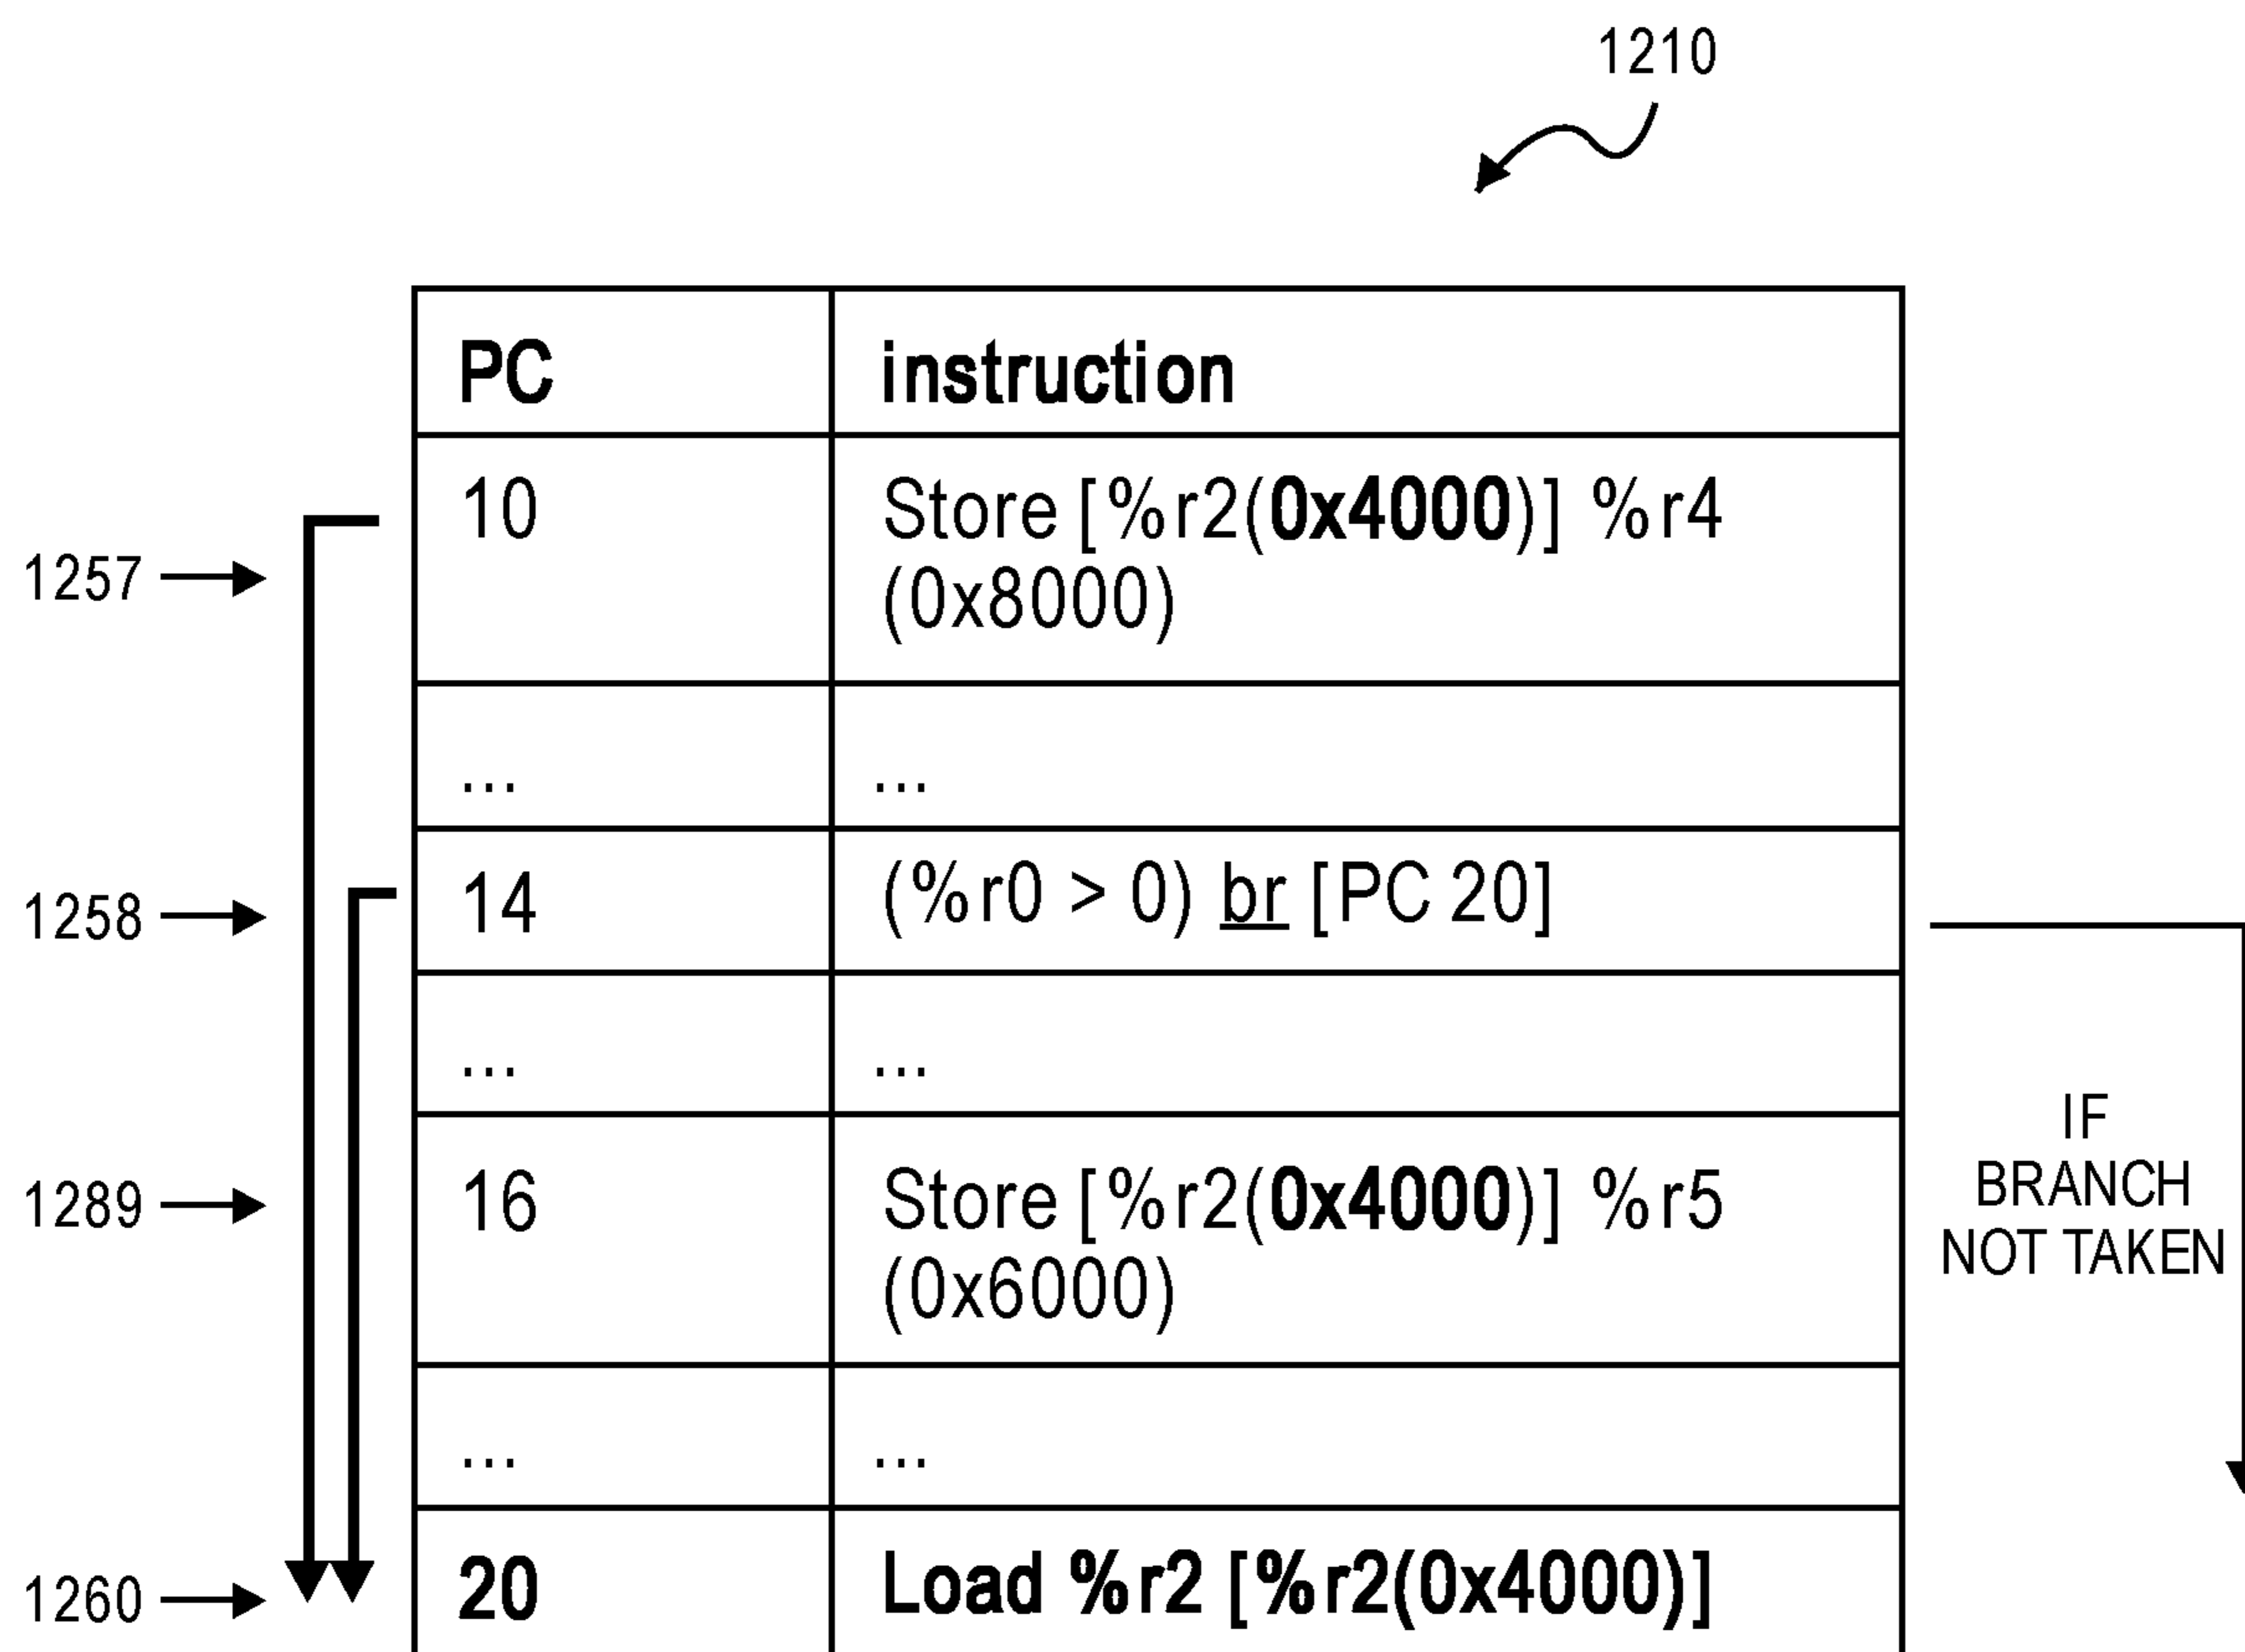 1210
PC instruction
10 Store [%r2(0x4000)] %r4
1257
(0x8000)
... ...
14 (%r0 > 0) br [PC 20]
1258
... ...
IF
BRANCH
NOT TAKEN
1289 16 Store [%r2(0x4000)] %r5
(0x6000)
... ...
1260 20 Load %r2 [%r2(0x4000)]